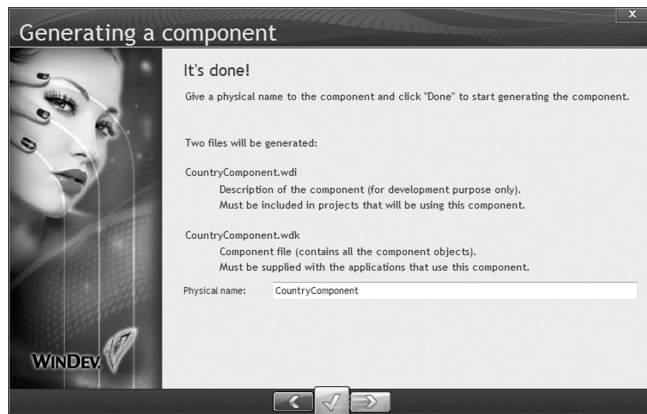 Generating a component
x
It's done!
Give a physical name to the component and click "Done" to start generating the component.
Two files will be generated:
CountryComponent.wdi
Description of the component (for development purpose only).
Must be included in projects that will be using this component.
CountryComponent.wdk
Component file (contains all the component objects).
Must be supplied with the applications that use this component.
Physical name: CountryComponent
WINDEV